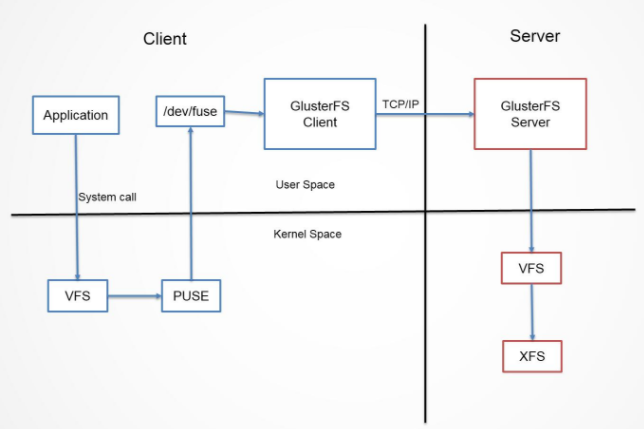 Client
Server
Application
/dev/fuse
GlusterFS
Client
TCP/IP
GlusterFS
Server
System call
User Space
Kernel Space
VFS
PUSE
VFS
XFS